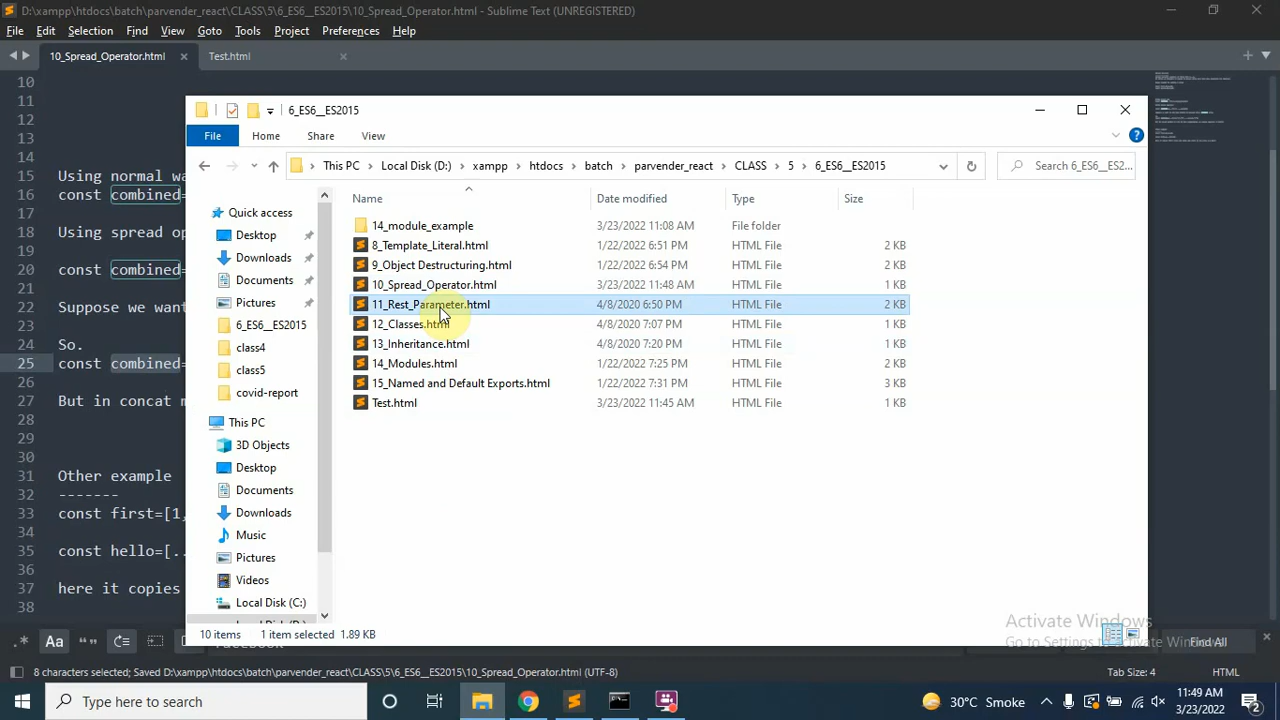 D:\xampp\htdocs\batch\parvender_react\CLASS\5\6_ES6__ES2015\10_Spread_Operator.html - Sublime Text (UNREGISTERED)
File Edit Selection Find View Goto Tools Project Preferences Help
10_Spread_Operator.html Test.html
10
11
12
13
14
15 Using normal wa
16 const combined=
17
18 Using spread op
19
20 const combined=
21
22 Suppose we want
23
24 So.
25 const combined=
26
27 But in concat m
28
29
30
31 Other example
32 -------
33 const first=[1,
34
35 const hello=[..
36
37 here it copies
38
6_ES6__ES2015
File Home Share View
This PC > Local Disk (D:) > xampp > htdocs > batch > parvender_react > CLASS > 5 > 6_ES6__ES2015
Search 6_ES6__ES2...
Name Date modified Type Size
14_module_example 3/23/2022 11:08 AM File folder
8_Template_Literal.html 1/22/2022 6:51 PM HTML File 2 KB
9_Object Destructuring.html 1/22/2022 6:54 PM HTML File 2 KB
10_Spread_Operator.html 3/23/2022 11:48 AM HTML File 1 KB
11_Rest_Parameter.html 4/8/2020 6:50 PM HTML File 2 KB
12_Classes.html 4/8/2020 7:07 PM HTML File 1 KB
13_Inheritance.html 4/8/2020 7:20 PM HTML File 1 KB
14_Modules.html 1/22/2022 7:25 PM HTML File 2 KB
15_Named and Default Exports.html 1/22/2022 7:31 PM HTML File 3 KB
Test.html 3/23/2022 11:45 AM HTML File 1 KB
Quick access
Desktop
Downloads
Documents
Pictures
6_ES6__ES2015
class4
class5
covid-report
This PC
3D Objects
Desktop
Documents
Downloads
Music
Pictures
Videos
Local Disk (C:)
10 items 1 item selected 1.89 KB
Activate Windows
Go to Settings to activate Windows.
.* Aa “” Find All
8 characters selected; Saved D:\xampp\htdocs\batch\parvender_react\CLASS\5\6_ES6__ES2015\10_Spread_Operator.html (UTF-8) Tab Size: 4 HTML
Type here to search
30°C Smoke
11:49 AM
3/23/2022
2